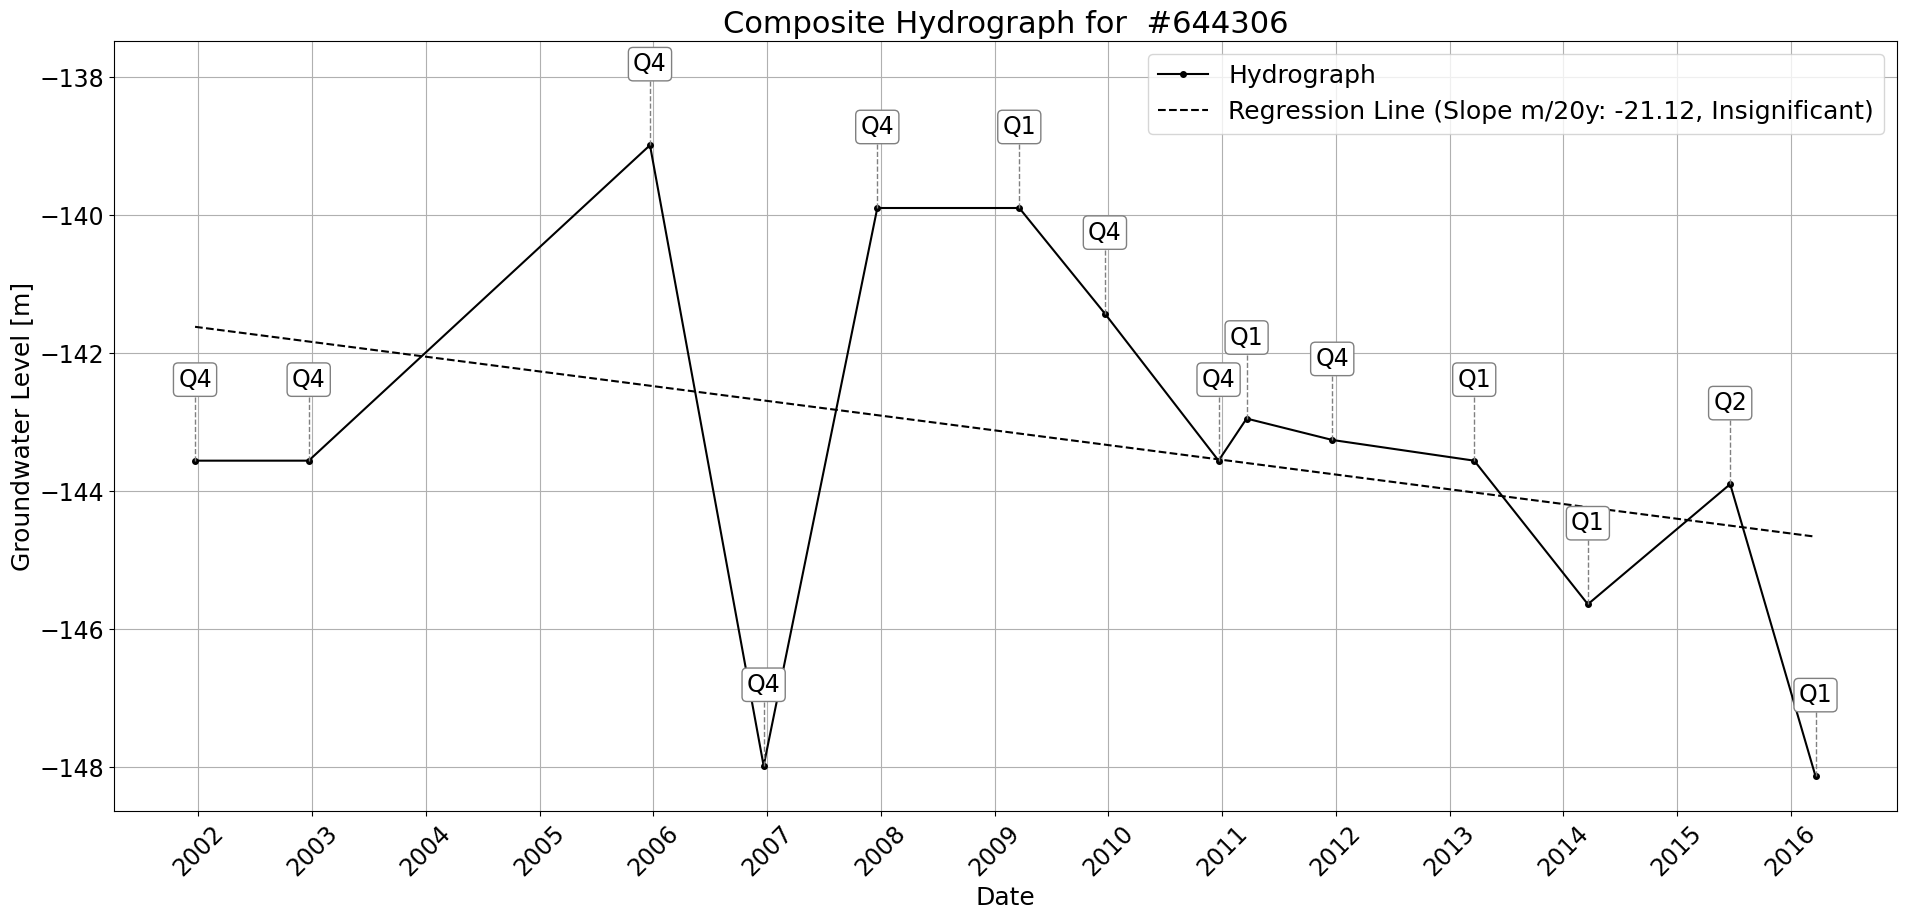 Composite Hydrograph for  #644306
Hydrograph
Regression Line (Slope m/20y: -21.12, Insignificant)
Groundwater Level [m]
−138
−140
−142
−144
−146
−148
Q4
Q4
Q4
Q4
Q4
Q1
Q4
Q4
Q1
Q4
Q1
Q1
Q2
Q1
2002
2003
2004
2005
2006
2007
2008
2009
2010
2011
2012
2013
2014
2015
2016
Date